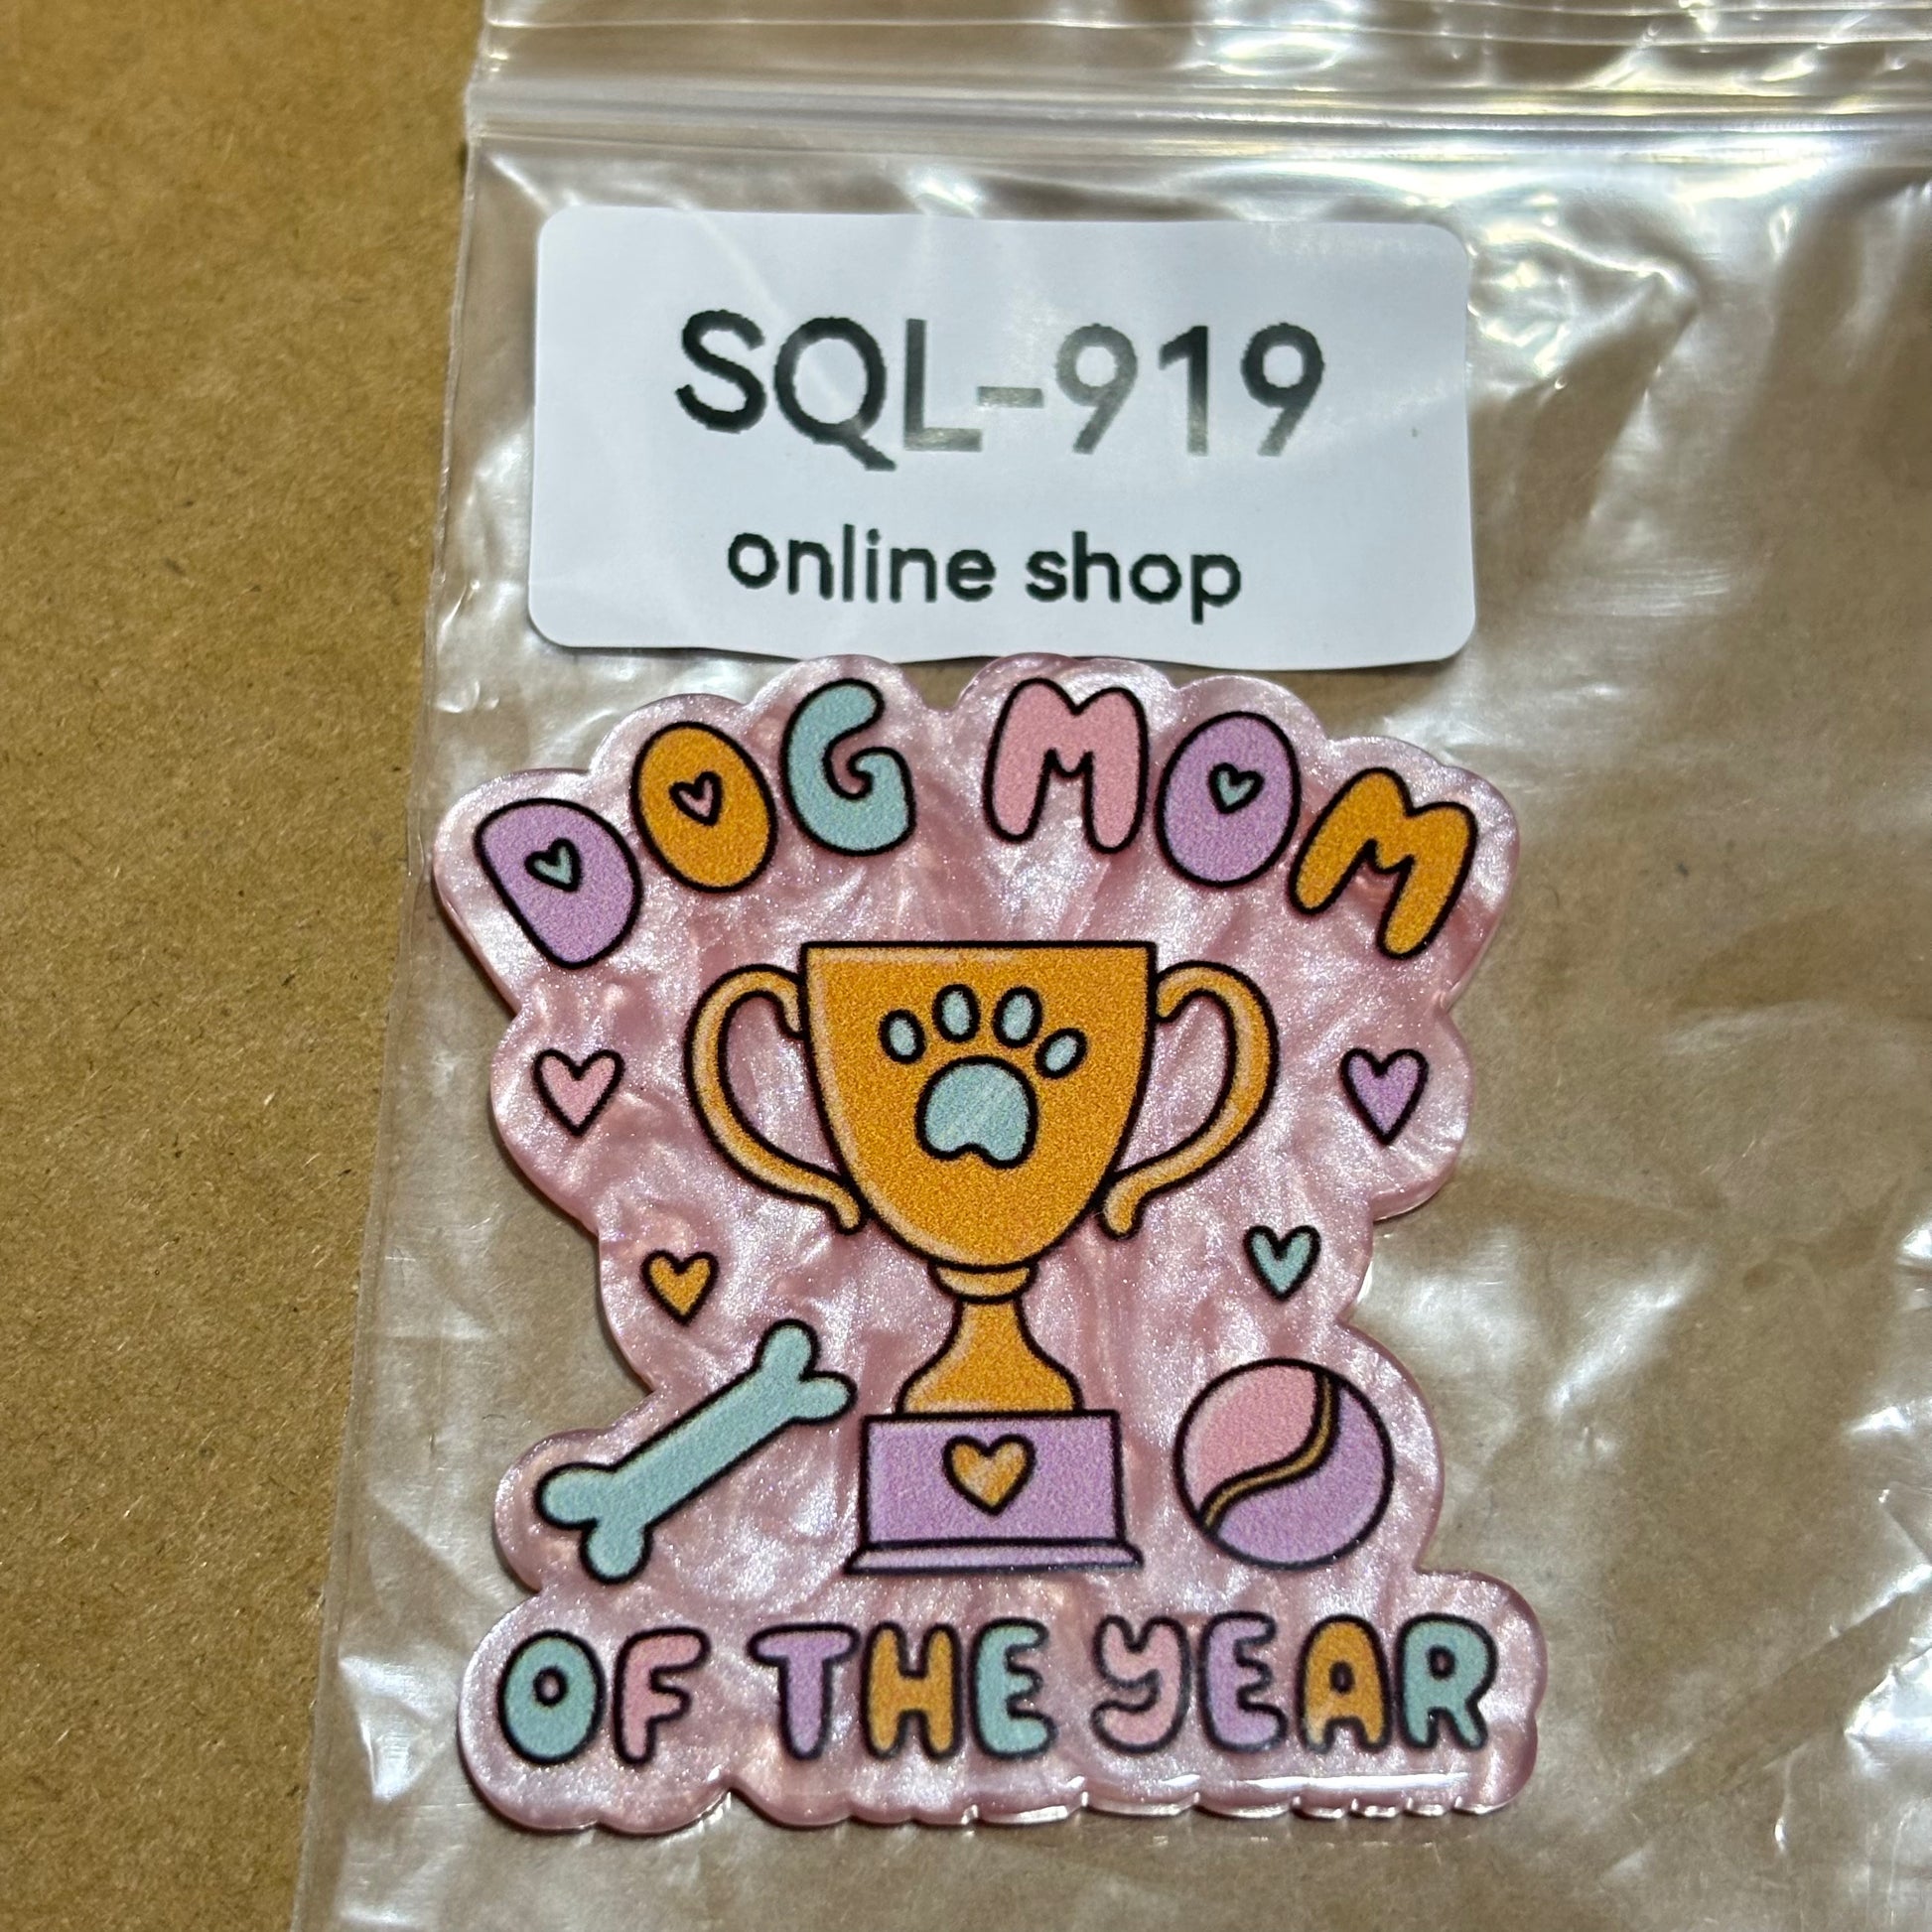 SQL-919
online shop
DOG MOM
OF THE YEAR